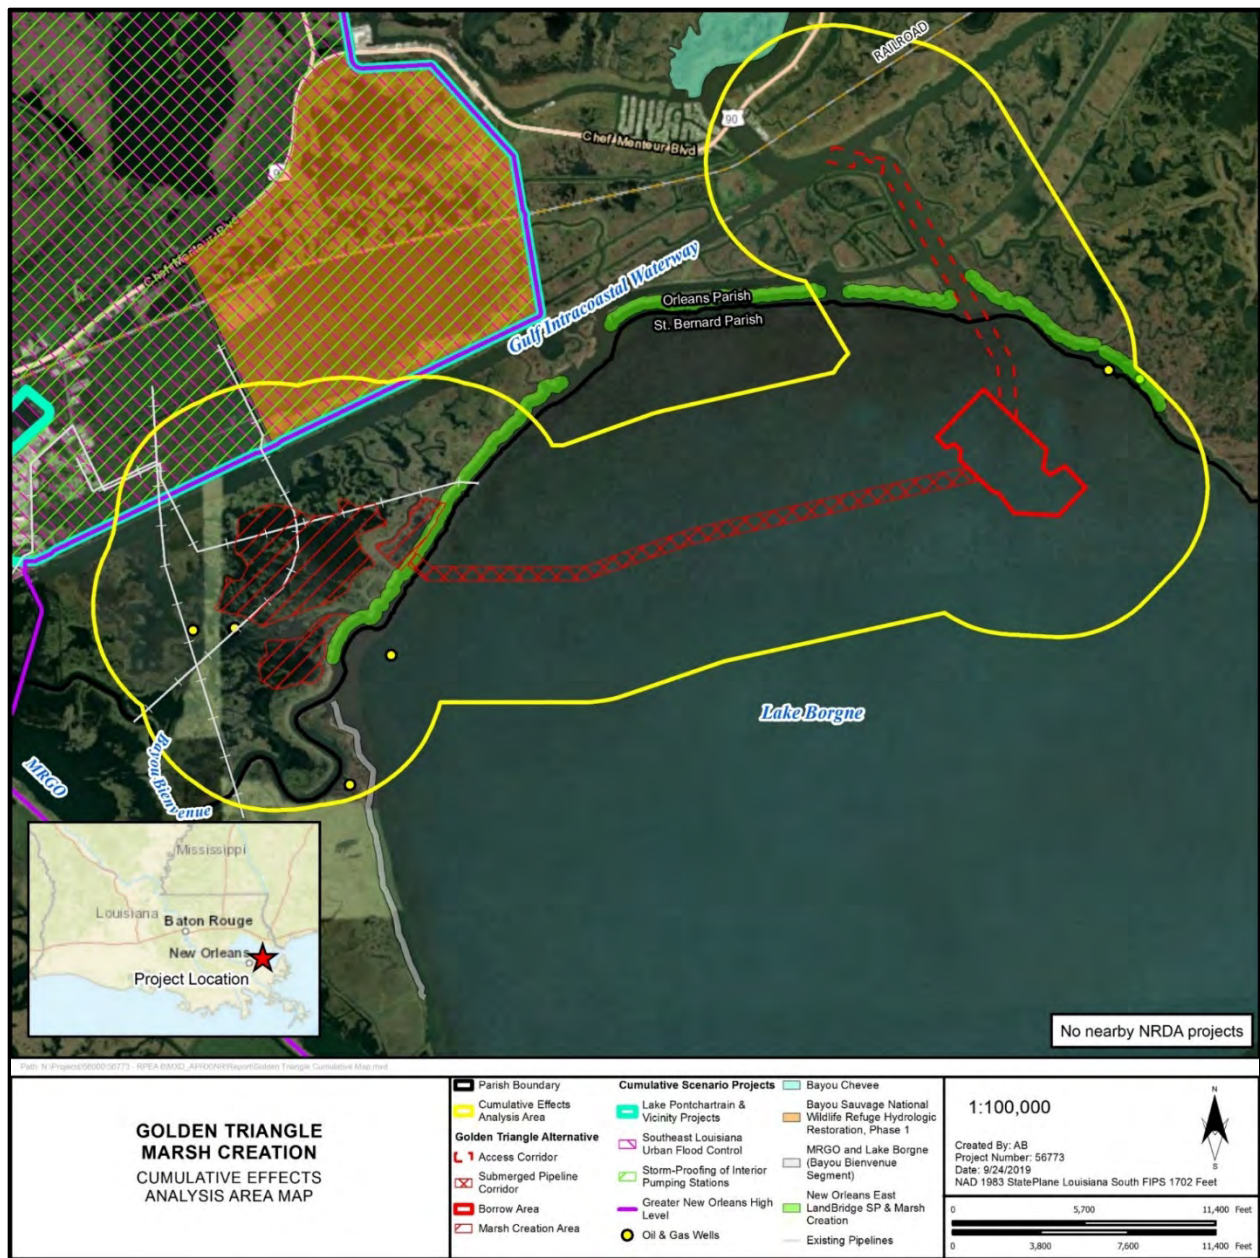 RAILROAD
90
Chef Menteur Blvd
90
Chef Menteur Blvd
Gulf Intracoastal Waterway
Orleans Parish
St. Bernard Parish
Lake Borgne
Bayou Bienvenue
MRGO
Mississippi
Louisiana
Baton Rouge
New Orleans
Project Location
No nearby NRDA projects
GOLDEN TRIANGLE
MARSH CREATION
CUMULATIVE EFFECTS
ANALYSIS AREA MAP
Parish Boundary
Cumulative Effects
Analysis Area
Golden Triangle Alternative
Access Corridor
Submerged Pipeline
Corridor
Borrow Area
Marsh Creation Area
Cumulative Scenario Projects
Lake Pontchartrain &
Vicinity Projects
Southeast Louisiana
Urban Flood Control
Storm-Proofing of Interior
Pumping Stations
Greater New Orleans High
Level
Oil & Gas Wells
Bayou Chevee
Bayou Sauvage National
Wildlife Refuge Hydrologic
Restoration, Phase 1
MRGO and Lake Borgne
(Bayou Bienvenue
Segment)
New Orleans East
LandBridge SP & Marsh
Creation
Existing Pipelines
1:100,000
Created By: AB
Project Number: 56773
Date: 9/24/2019
NAD 1983 StatePlane Louisiana South FIPS 1702 Feet
N
S
0 5,700 11,400 Feet
0 3,800 7,600 11,400 Feet